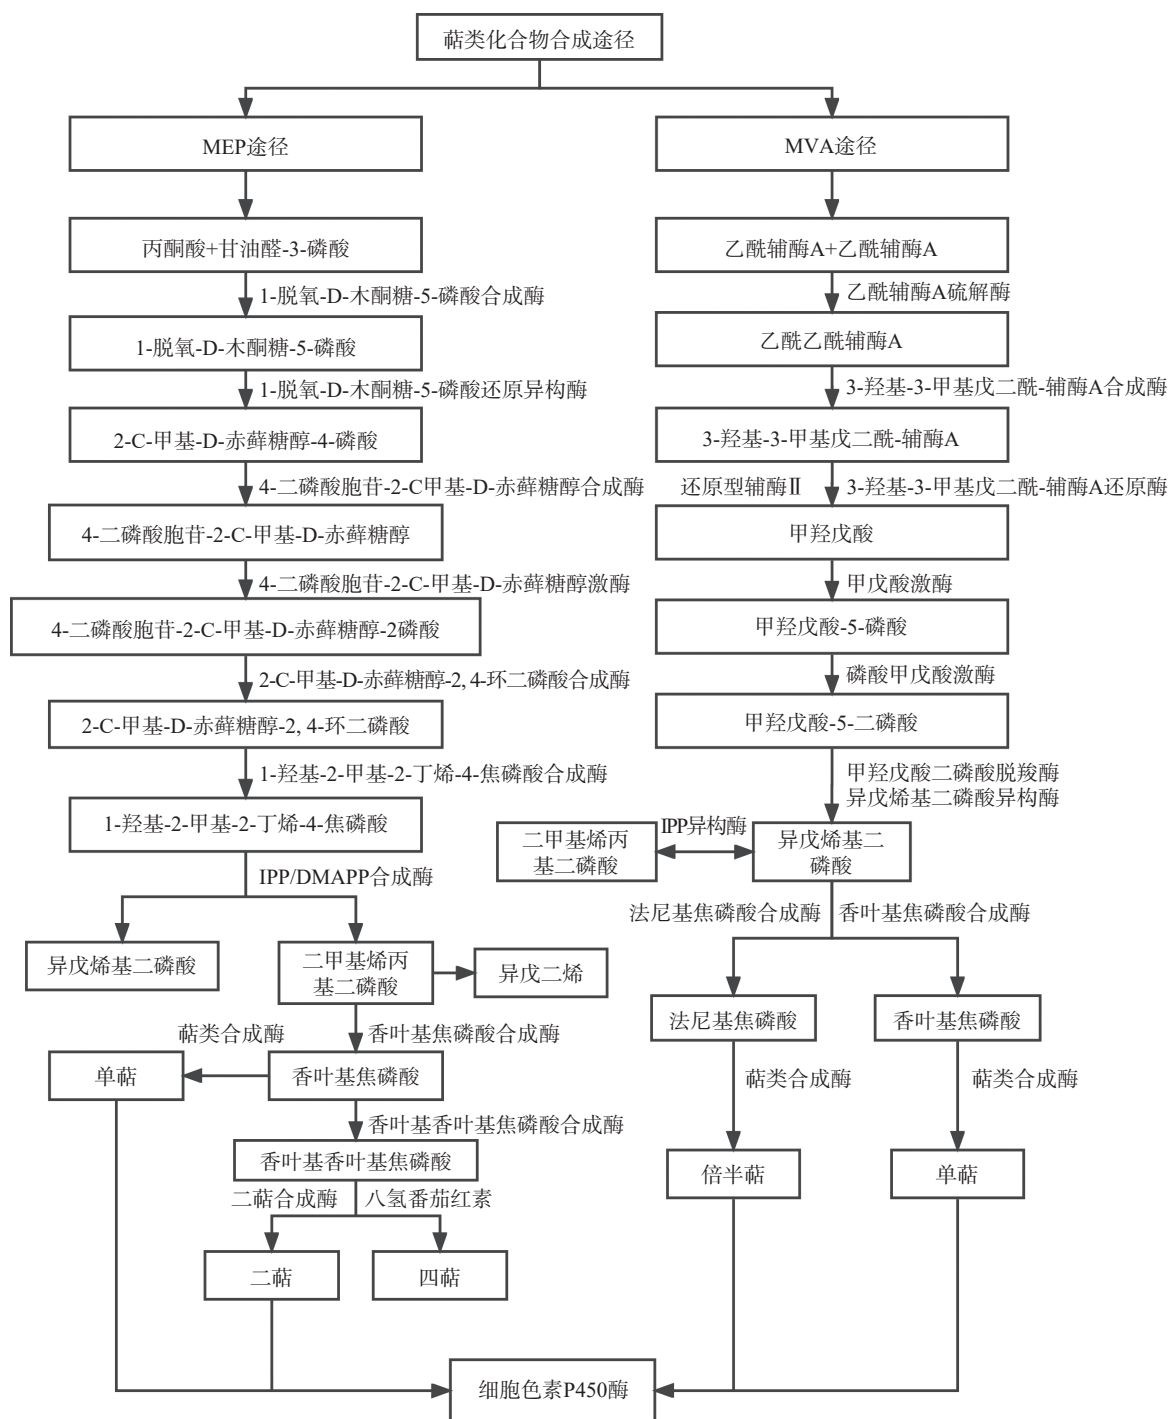 萜类化合物合成途径
MEP途径
丙酮酸+甘油醛-3-磷酸
1-脱氧-D-木酮糖-5-磷酸合成酶
1-脱氧-D-木酮糖-5-磷酸
1-脱氧-D-木酮糖-5-磷酸还原异构酶
2-C-甲基-D-赤藓糖醇-4-磷酸
4-二磷酸胞苷-2-C甲基-D-赤藓糖醇合成酶
4-二磷酸胞苷-2-C-甲基-D-赤藓糖醇
4-二磷酸胞苷-2-C-甲基-D-赤藓糖醇激酶
4-二磷酸胞苷-2-C-甲基-D-赤藓糖醇-2磷酸
2-C-甲基-D-赤藓糖醇-2, 4-环二磷酸合成酶
2-C-甲基-D-赤藓糖醇-2, 4-环二磷酸
1-羟基-2-甲基-2-丁烯-4-焦磷酸合成酶
1-羟基-2-甲基-2-丁烯-4-焦磷酸
IPP/DMAPP合成酶
异戊烯基二磷酸
二甲基烯丙
基二磷酸
异戊二烯
香叶基焦磷酸合成酶
萜类合成酶
单萜
香叶基焦磷酸
香叶基香叶基焦磷酸合成酶
香叶基香叶基焦磷酸
二萜合成酶
八氢番茄红素
二萜
四萜
MVA途径
乙酰辅酶A+乙酰辅酶A
乙酰辅酶A硫解酶
乙酰乙酰辅酶A
3-羟基-3-甲基戊二酰-辅酶A合成酶
3-羟基-3-甲基戊二酰-辅酶A
还原型辅酶Ⅱ
3-羟基-3-甲基戊二酰-辅酶A还原酶
甲羟戊酸
甲戊酸激酶
甲羟戊酸-5-磷酸
磷酸甲戊酸激酶
甲羟戊酸-5-二磷酸
甲羟戊酸二磷酸脱羧酶
异戊烯基二磷酸异构酶
二甲基烯丙
基二磷酸
IPP异构酶
异戊烯基二
磷酸
法尼基焦磷酸合成酶
香叶基焦磷酸合成酶
法尼基焦磷酸
香叶基焦磷酸
萜类合成酶
萜类合成酶
倍半萜
单萜
细胞色素P450酶